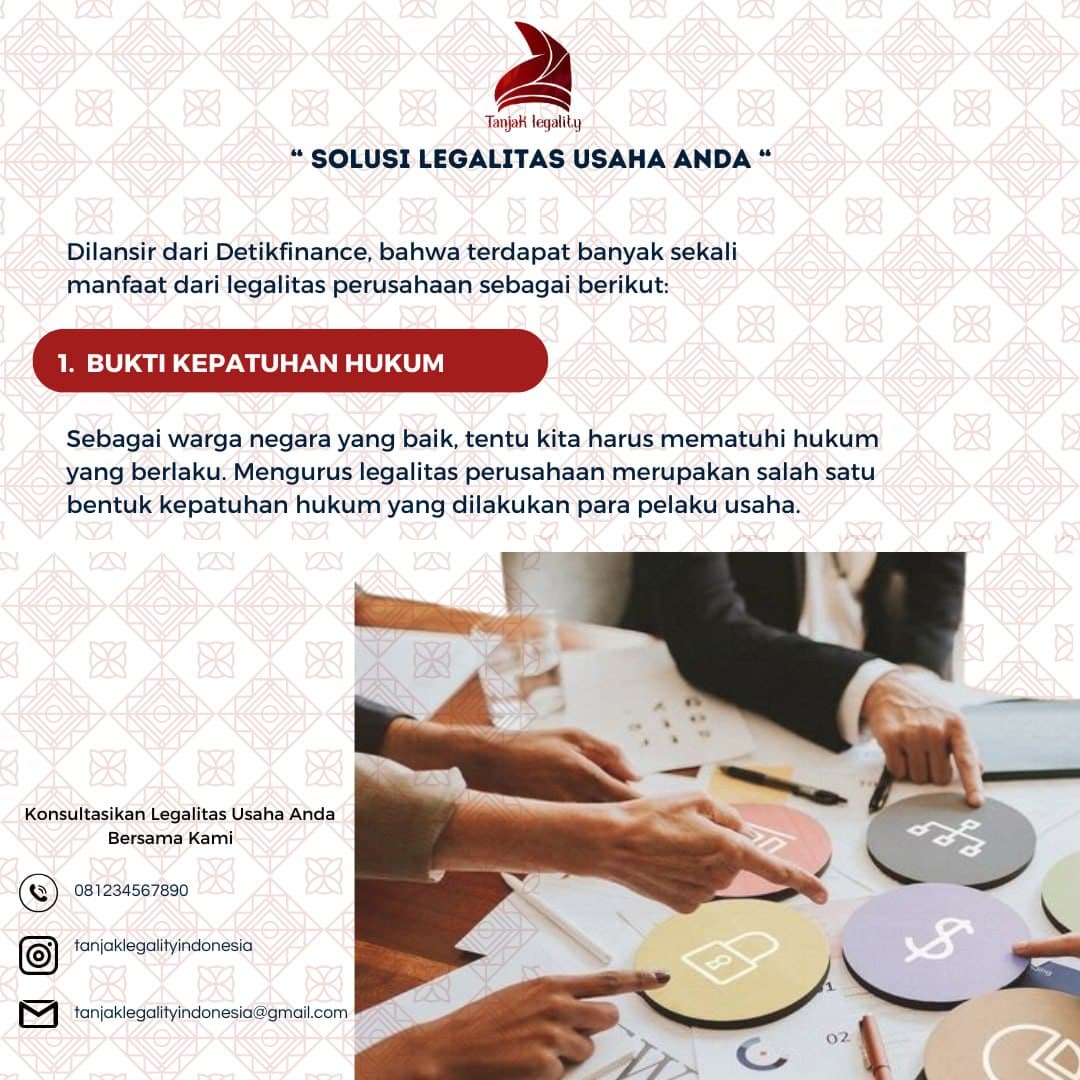 Tanjak legality
“ SOLUSI LEGALITAS USAHA ANDA “
Dilansir dari Detikfinance, bahwa terdapat banyak sekali
manfaat dari legalitas perusahaan sebagai berikut:
1. BUKTI KEPATUHAN HUKUM
Sebagai warga negara yang baik, tentu kita harus mematuhi hukum
yang berlaku. Mengurus legalitas perusahaan merupakan salah satu
bentuk kepatuhan hukum yang dilakukan para pelaku usaha.
Konsultasikan Legalitas Usaha Anda
Bersama Kami
081234567890
tanjaklegalityindonesia
tanjaklegalityindonesia@gmail.com
02